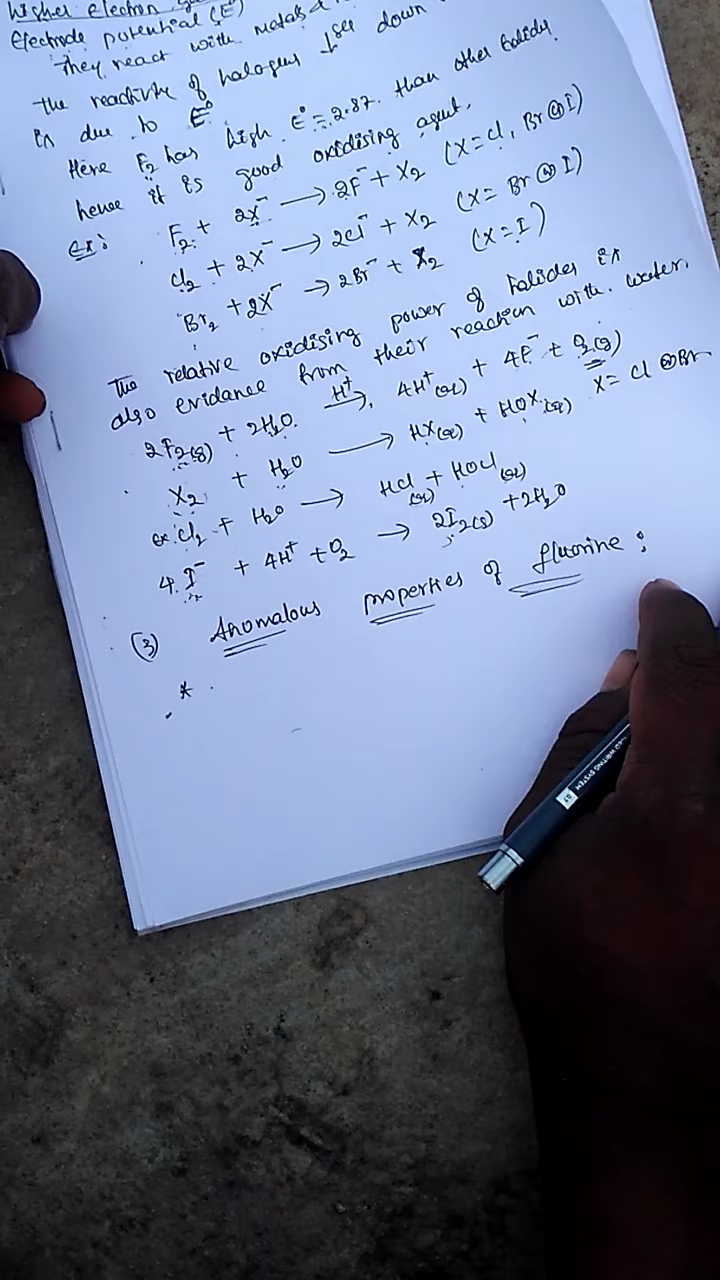 Higher electron
Electrode potential (E°)
They react with metals &
The reactivity of halogens ↓ses down
is due to E°
Here F₂ has high E° = 2.87. than other halides
hence it is good oxidising agent.
ex: F₂ + 2x⁻ → 2F⁻ + X₂ (X=Cl, Br (or) I)
Cl₂ + 2X⁻ → 2Cl⁻ + X₂ (X= Br (or) I)
Br₂ + 2X⁻ → 2Br⁻ + X₂ (X=I)
The relative oxidising power of halides is
also evidance from their reaction with water.
2F₂(g) + 2H₂O H⁺→ 4H⁺(aq) + 4F⁻ + O₂(g)
X₂ + H₂O → HX(aq) + HOX(aq) X= Cl (or) Br
ex: Cl₂ + H₂O → HCl(aq) + HOCl(aq)
4I⁻ + 4H⁺ + O₂ → 2I₂(s) + 2H₂O
(3) Anomalous properties of fluorine :
*
0.7